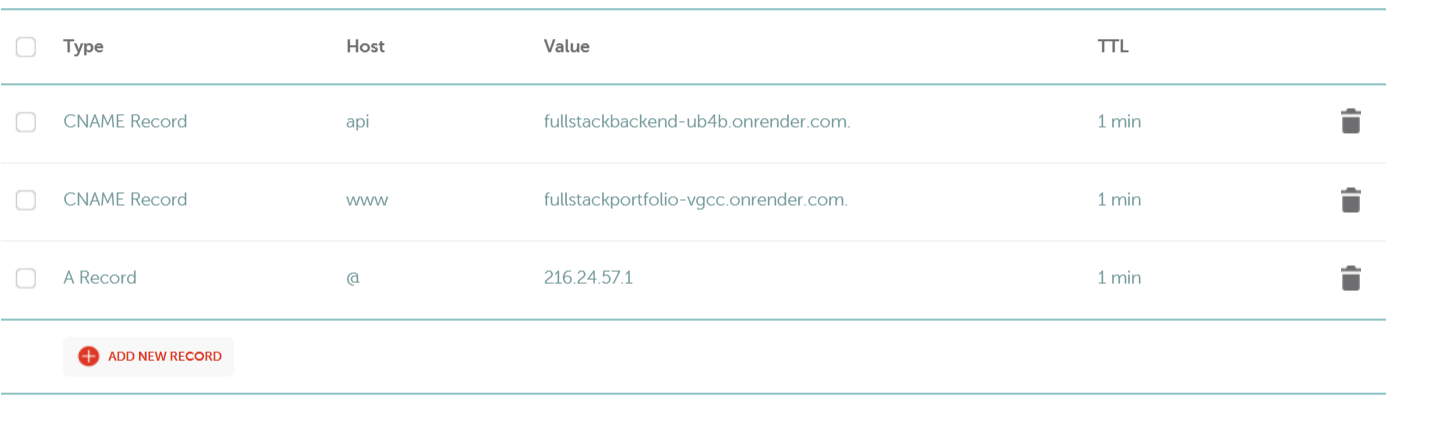 Type Host Value TTL
CNAME Record api fullstackbackend-ub4b.onrender.com. 1 min
CNAME Record www fullstackportfolio-vgcc.onrender.com. 1 min
A Record @ 216.24.57.1 1 min
ADD NEW RECORD